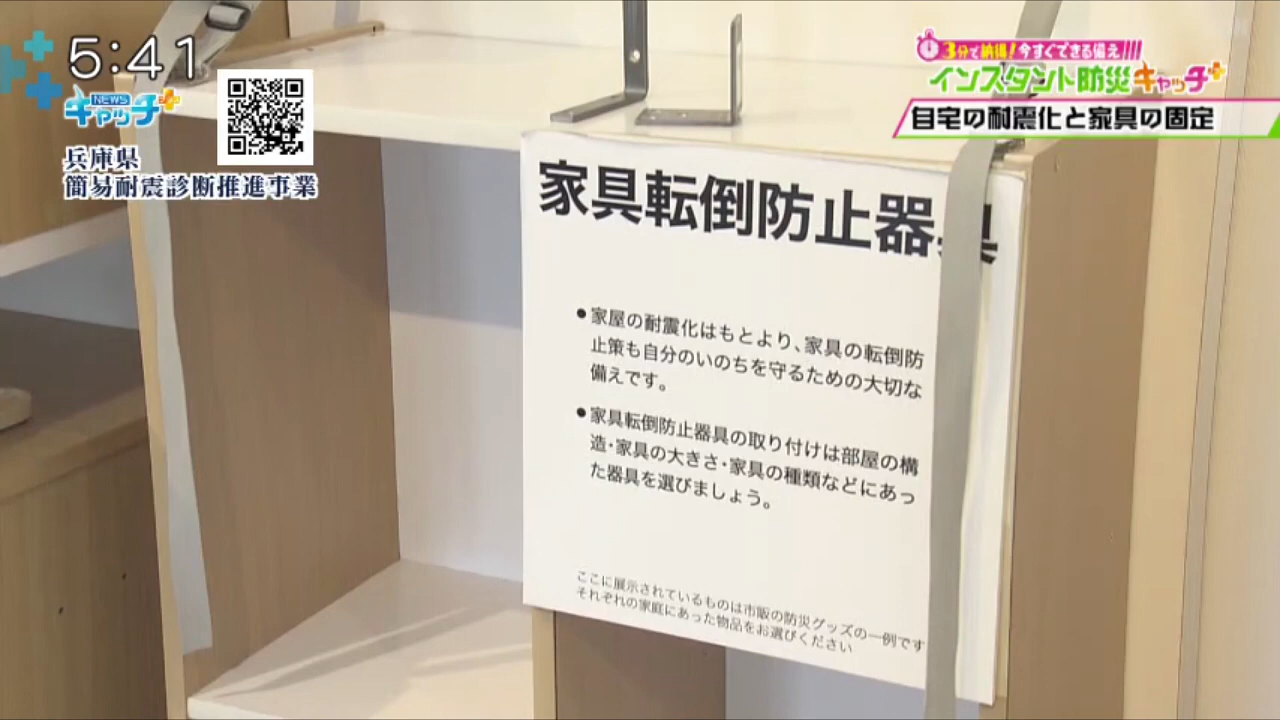 5:41
NEWS
キャッチ+
兵庫県
簡易耐震診断推進事業
3分で納得!今すぐできる備え
インスタント防災キャッチ+
自宅の耐震化と家具の固定
家具転倒防止器具
●家屋の耐震化はもとより、家具の転倒防
止策も自分のいのちを守るための大切な
備えです。
●家具転倒防止器具の取り付けは部屋の構
造・家具の大きさ・家具の種類などにあっ
た器具を選びましょう。
ここに展示されているものは市販の防災グッズの一例です
それぞれの家庭にあった物品をお選びください